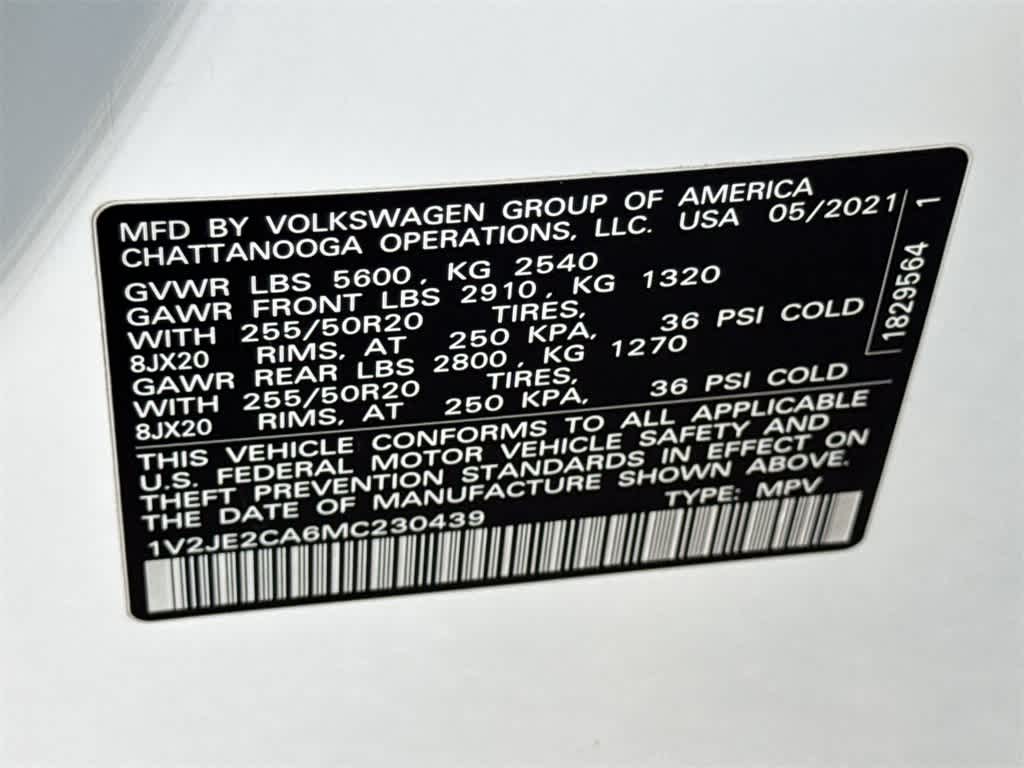 MFD BY VOLKSWAGEN GROUP OF AMERICA
CHATTANOOGA OPERATIONS, LLC. USA 05/2021
GVWR LBS 5600, KG 2540
GAWR FRONT LBS 2910, KG 1320
WITH 255/50R20 TIRES,
8JX20 RIMS, AT 250 KPA, 36 PSI COLD
GAWR REAR LBS 2800, KG 1270
WITH 255/50R20 TIRES,
8JX20 RIMS, AT 250 KPA, 36 PSI COLD
THIS VEHICLE CONFORMS TO ALL APPLICABLE
U.S. FEDERAL MOTOR VEHICLE SAFETY AND
THEFT PREVENTION STANDARDS IN EFFECT ON
THE DATE OF MANUFACTURE SHOWN ABOVE.
1V2JE2CA6MC230439 TYPE: MPV
1829564 1